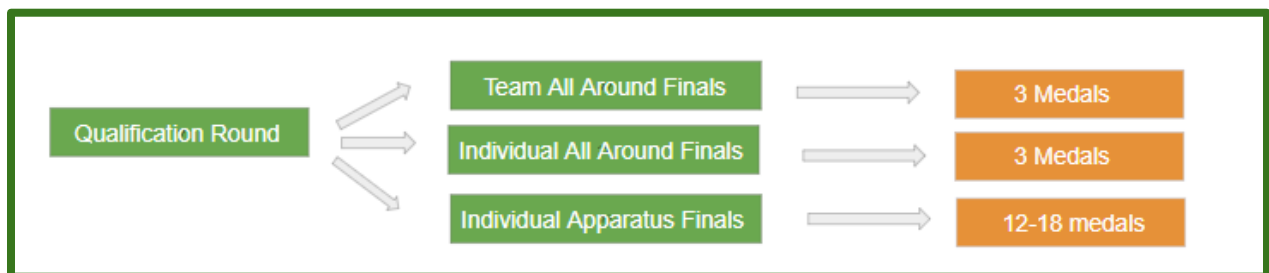 Qualification Round
Team All Around Finals
3 Medals
Individual All Around Finals
3 Medals
Individual Apparatus Finals
12-18 medals